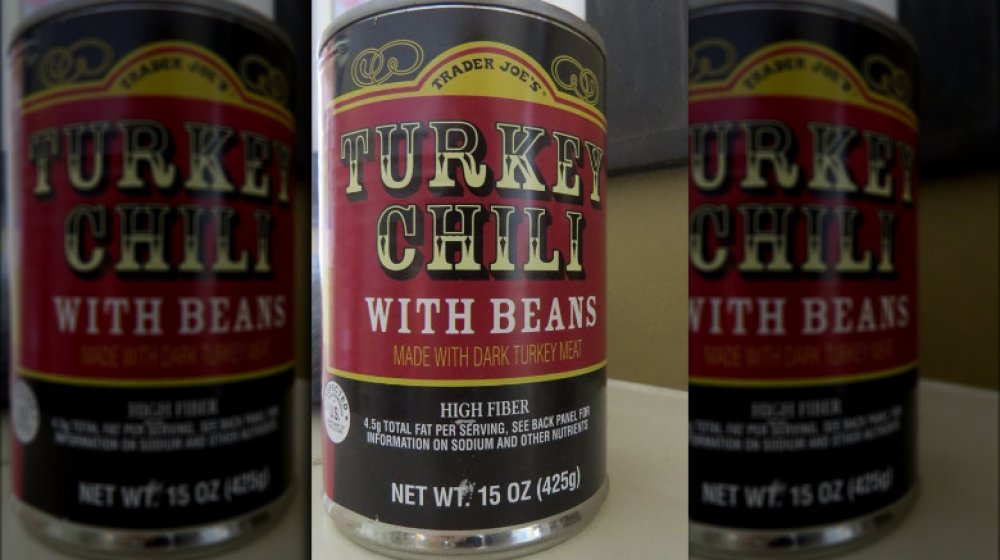 TRADER JOE'S
TURKEY
CHILI
WITH BEANS
MADE WITH DARK TURKEY MEAT
HIGH FIBER
4.5g TOTAL FAT PER SERVING, SEE BACK PANEL FOR
INFORMATION ON SODIUM AND OTHER NUTRIENTS
NET WT. 15 OZ (425g)